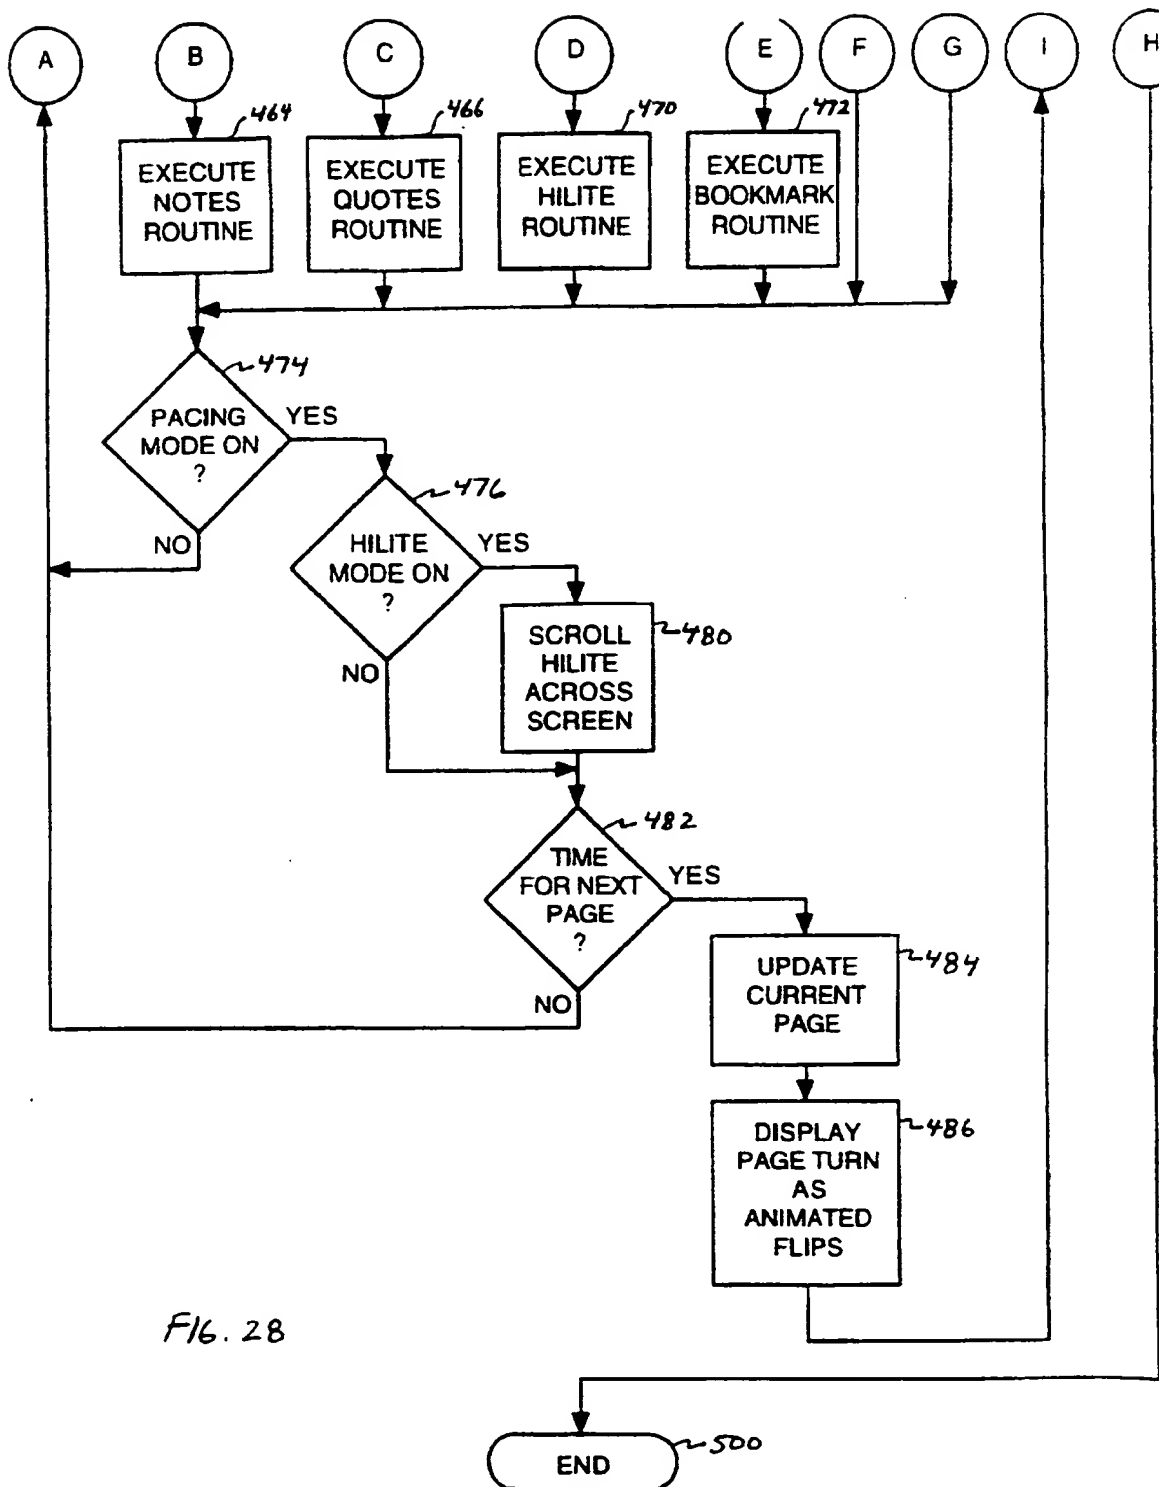 A
B
C
D
E
F
G
I
H
464
466
470
472
EXECUTE
NOTES
ROUTINE
EXECUTE
QUOTES
ROUTINE
EXECUTE
HILITE
ROUTINE
EXECUTE
BOOKMARK
ROUTINE
474
PACING
MODE ON
?
YES
NO
476
HILITE
MODE ON
?
YES
NO
480
SCROLL
HILITE
ACROSS
SCREEN
482
TIME
FOR NEXT
PAGE
?
YES
NO
484
UPDATE
CURRENT
PAGE
486
DISPLAY
PAGE TURN
AS
ANIMATED
FLIPS
FIG. 28
500
END